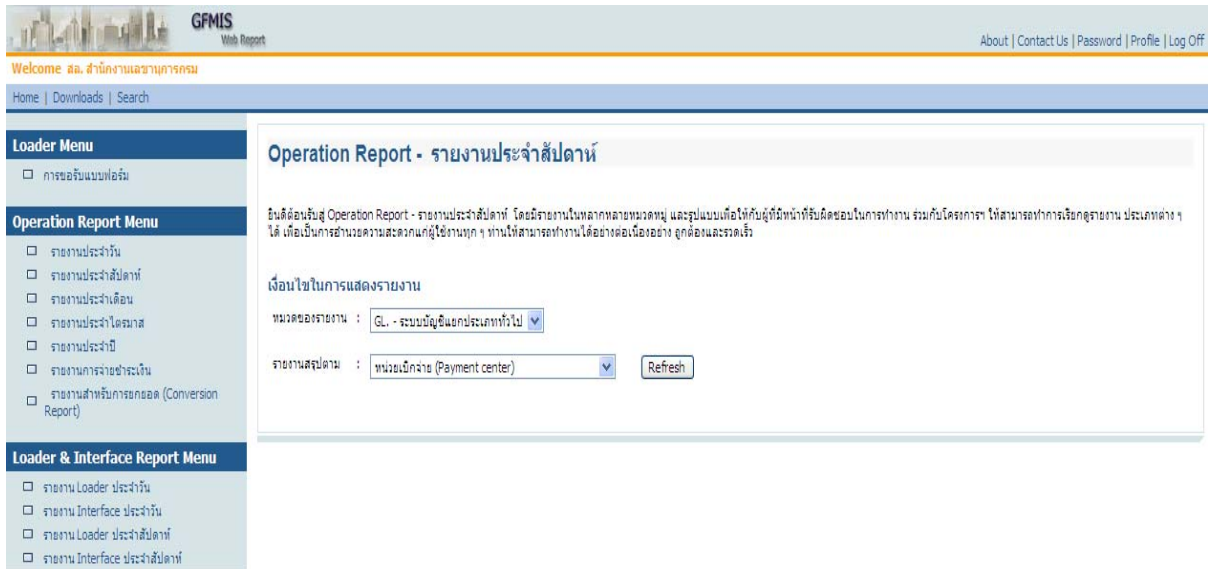 GFMIS
Web Report
About | Contact Us | Password | Profile | Log Off
Welcome สล. สำนักงานเลขานุการกรม
Home | Downloads | Search
Loader Menu
การขอรับแบบฟอร์ม
Operation Report Menu
รายงานประจำวัน
รายงานประจำสัปดาห์
รายงานประจำเดือน
รายงานประจำไตรมาส
รายงานประจำปี
รายงานการจ่ายชำระเงิน
รายงานสำหรับการยกยอด (Conversion
Report)
Loader & Interface Report Menu
รายงาน Loader ประจำวัน
รายงาน Interface ประจำวัน
รายงาน Loader ประจำสัปดาห์
รายงาน Interface ประจำสัปดาห์
Operation Report - รายงานประจำสัปดาห์
ยินดีต้อนรับสู่ Operation Report - รายงานประจำสัปดาห์ โดยมีรายงานในหลากหลายหมวดหมู่ และรูปแบบเพื่อให้กับผู้ที่มีหน้าที่รับผิดชอบในการทำงาน ร่วมกับโครงการฯ ให้สามารถทำการเรียกดูรายงาน ประเภทต่าง ๆ
ได้ เพื่อเป็นการอำนวยความสะดวกแก่ผู้ใช้งานทุก ๆ ท่านให้สามารถทำงานได้อย่างต่อเนื่องอย่าง ถูกต้องและรวดเร็ว
เงื่อนไขในการแสดงรายงาน
หมวดของรายงาน : GL. - ระบบบัญชีแยกประเภททั่วไป
รายงานสรุปตาม : หน่วยเบิกจ่าย (Payment center) Refresh